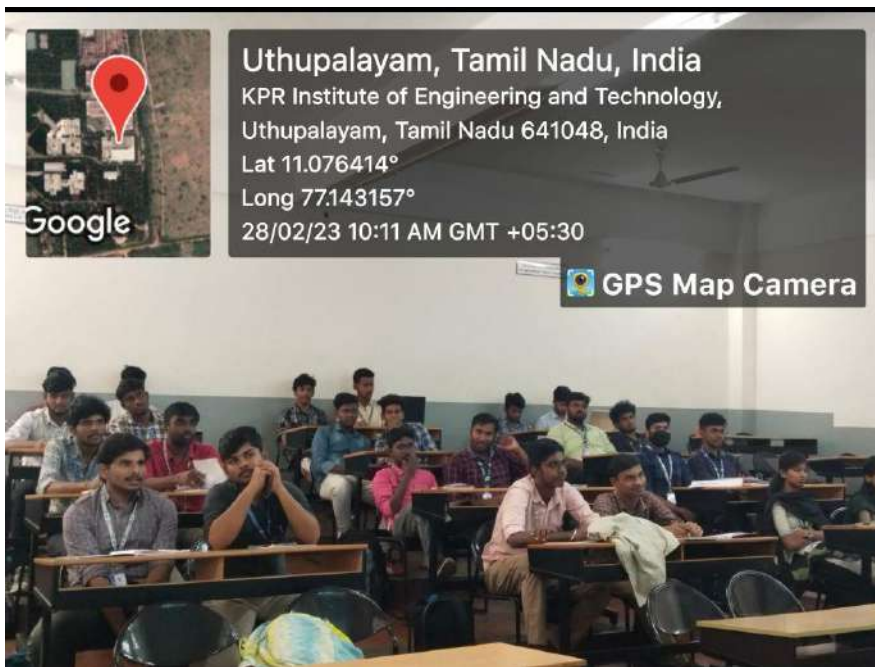 Google
Uthupalayam, Tamil Nadu, India
KPR Institute of Engineering and Technology,
Uthupalayam, Tamil Nadu 641048, India
Lat 11.076414°
Long 77.143157°
28/02/23 10:11 AM GMT +05:30
GPS Map Camera